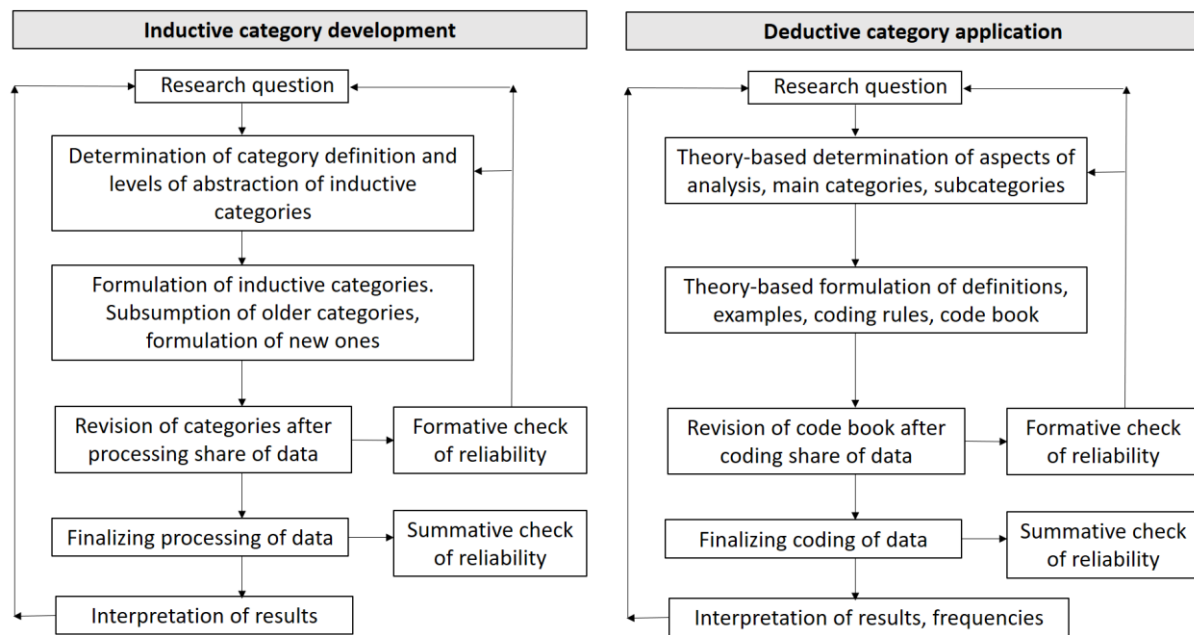 Inductive category development
Research question
Determination of category definition and
levels of abstraction of inductive
categories
Formulation of inductive categories.
Subsumption of older categories,
formulation of new ones
Revision of categories after
processing share of data
Formative check
of reliability
Finalizing processing of data
Summative check
of reliability
Interpretation of results
Deductive category application
Research question
Theory-based determination of aspects of
analysis, main categories, subcategories
Theory-based formulation of definitions,
examples, coding rules, code book
Revision of code book after
coding share of data
Formative check
of reliability
Finalizing coding of data
Summative check
of reliability
Interpretation of results, frequencies